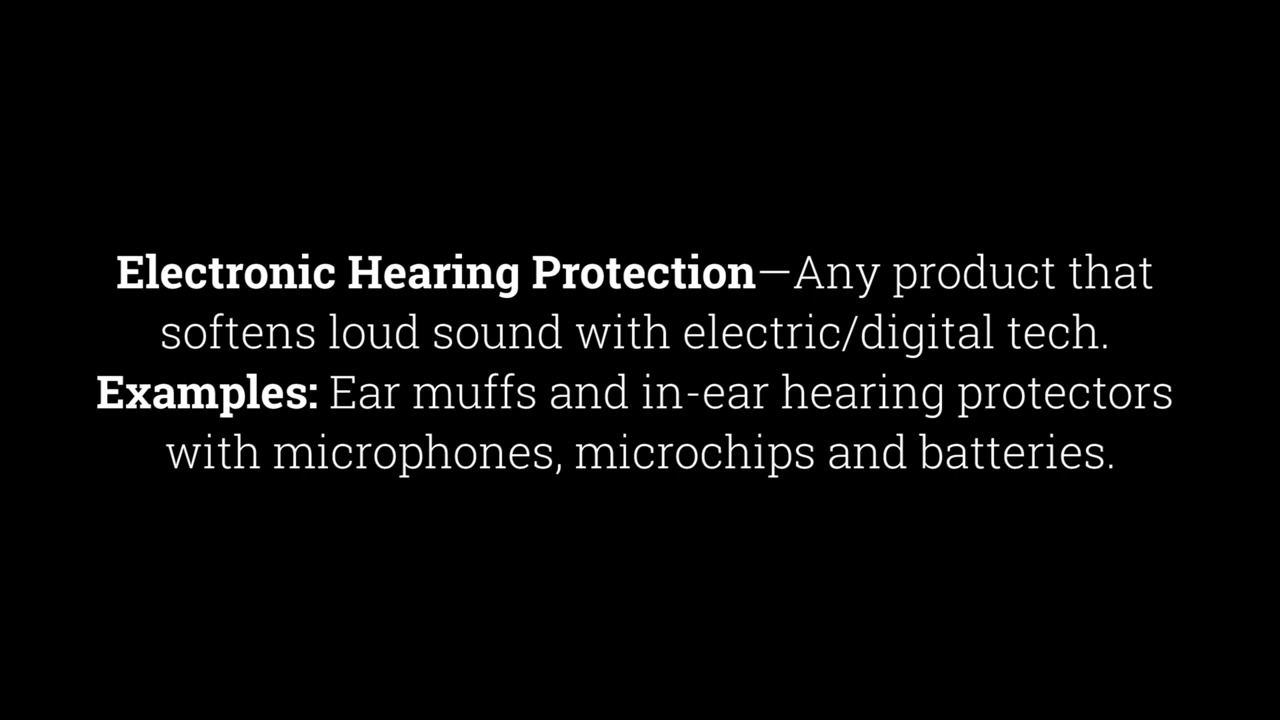 Electronic Hearing Protection—Any product that
softens loud sound with electric/digital tech.
Examples: Ear muffs and in-ear hearing protectors
with microphones, microchips and batteries.